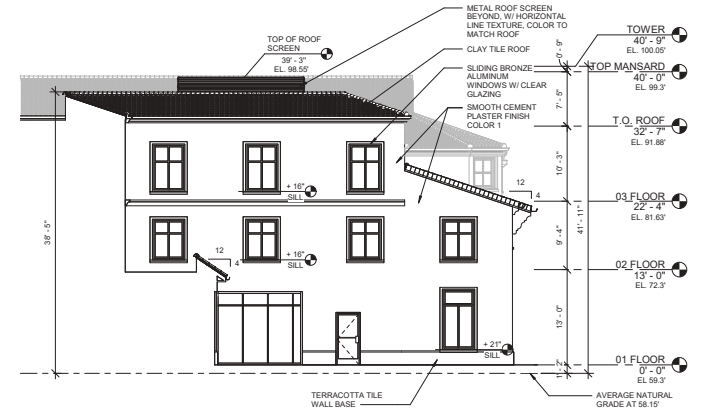 METAL ROOF SCREEN
BEYOND, W/ HORIZONTAL
LINE TEXTURE, COLOR TO
MATCH ROOF
TOP OF ROOF
SCREEN
39' - 3"
EL. 98.55'
CLAY TILE ROOF
SLIDING BRONZE
ALUMINUM
WINDOWS W/ CLEAR
GLAZING
SMOOTH CEMENT
PLASTER FINISH
COLOR 1
TOWER
40' - 9"
EL. 100.05'
0' - 9"
TOP MANSARD
40' - 0"
EL. 99.3'
7' - 5"
T.O. ROOF
32' - 7"
EL. 91.88'
10' - 3"
03 FLOOR
22' - 4"
EL. 81.63'
9' - 4"
41' - 11"
02 FLOOR
13' - 0"
EL. 72.3'
13' - 0"
01 FLOOR
0' - 0"
EL 59.3'
1' - 2"
38' - 5"
+ 16"
SILL
12
4
+ 16"
SILL
12
4
+ 21"
SILL
TERRACOTTA TILE
WALL BASE
AVERAGE NATURAL
GRADE AT 58.15'